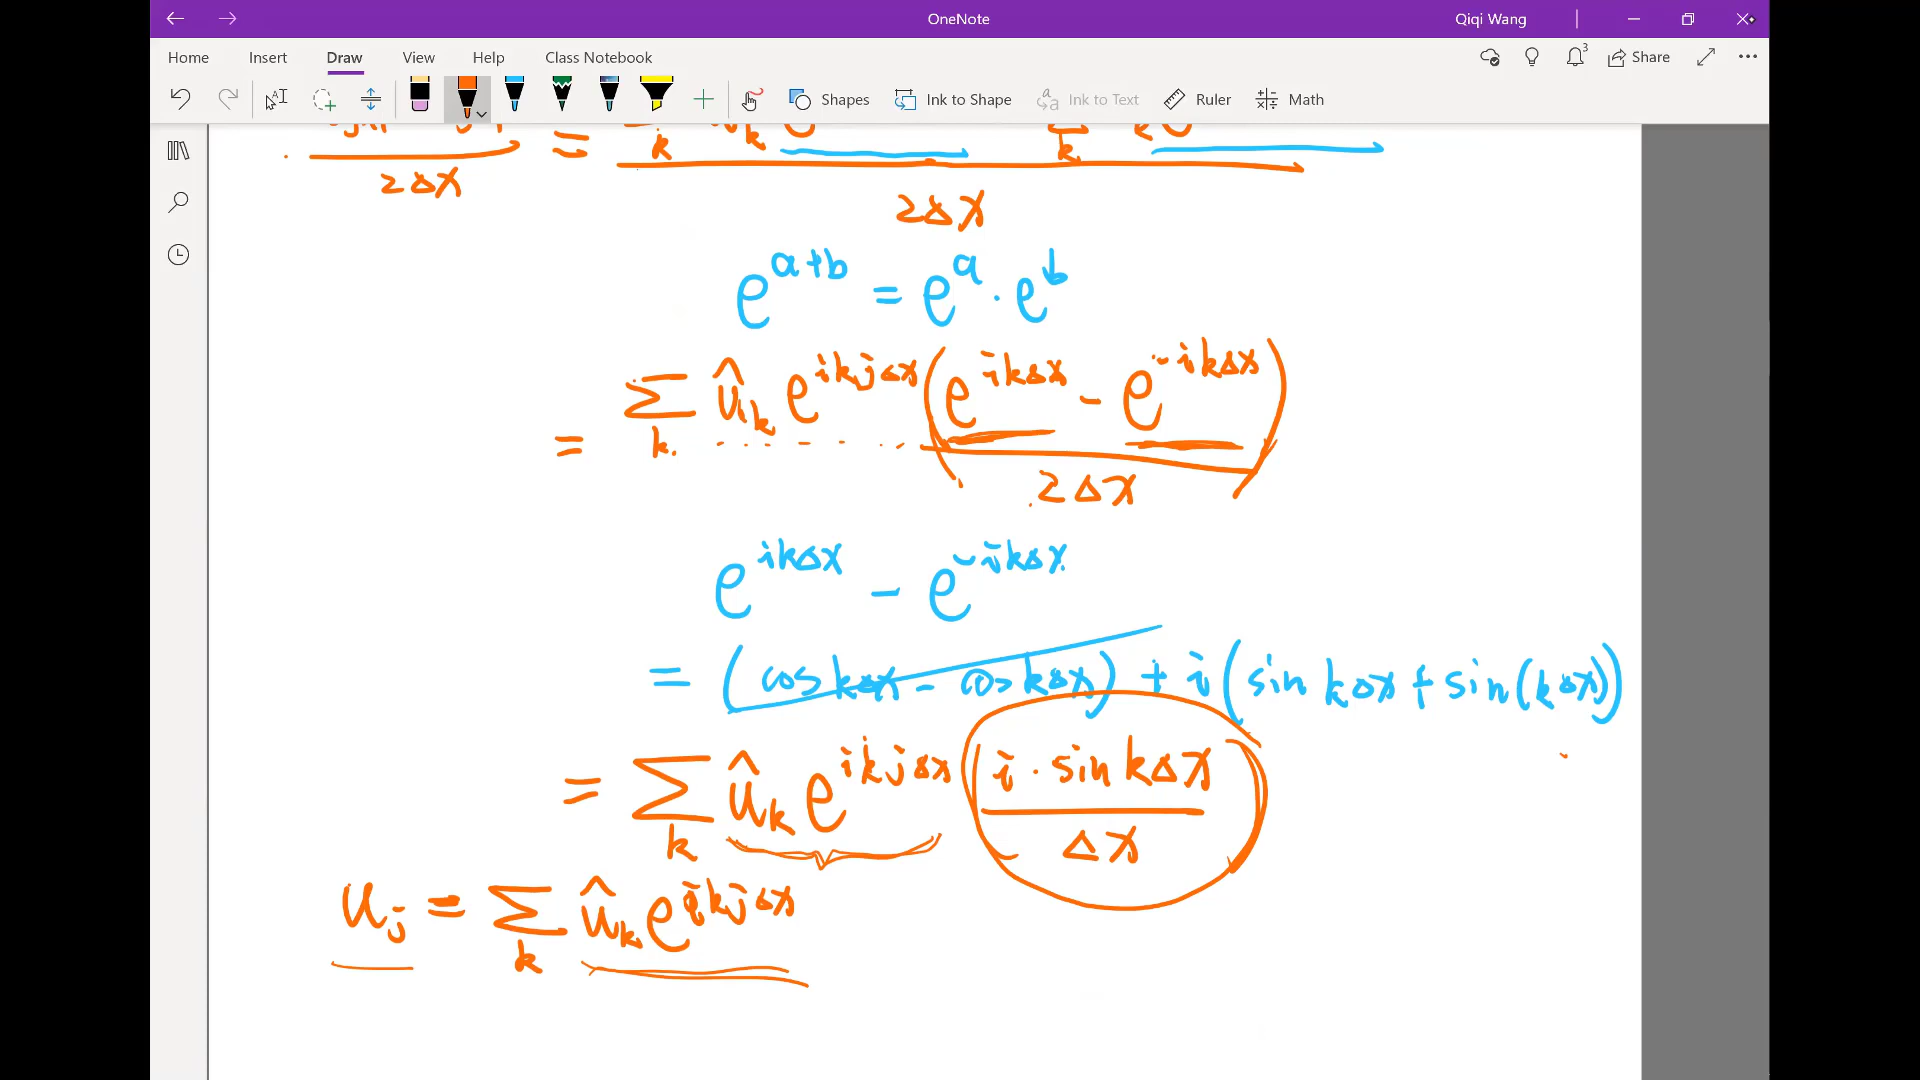 OneNote
Qiqi Wang
Home Insert Draw View Help Class Notebook
3 Share
Shapes Ink to Shape Ink to Text Ruler Math
2Δx = k k
2Δx
e^{a+b} = e^a · e^b
= Σ_k û_k e^{ikjΔx} (e^{ikΔx} - e^{-ikΔx}) / 2Δx
e^{ikΔx} - e^{-ikΔx}
= (cos kΔx - cos kΔx) + i (sin kΔx + sin(kΔx))
= Σ_k û_k e^{ikjΔx} (i · sin kΔx / Δx)
u_j = Σ_k û_k e^{ikjΔx}